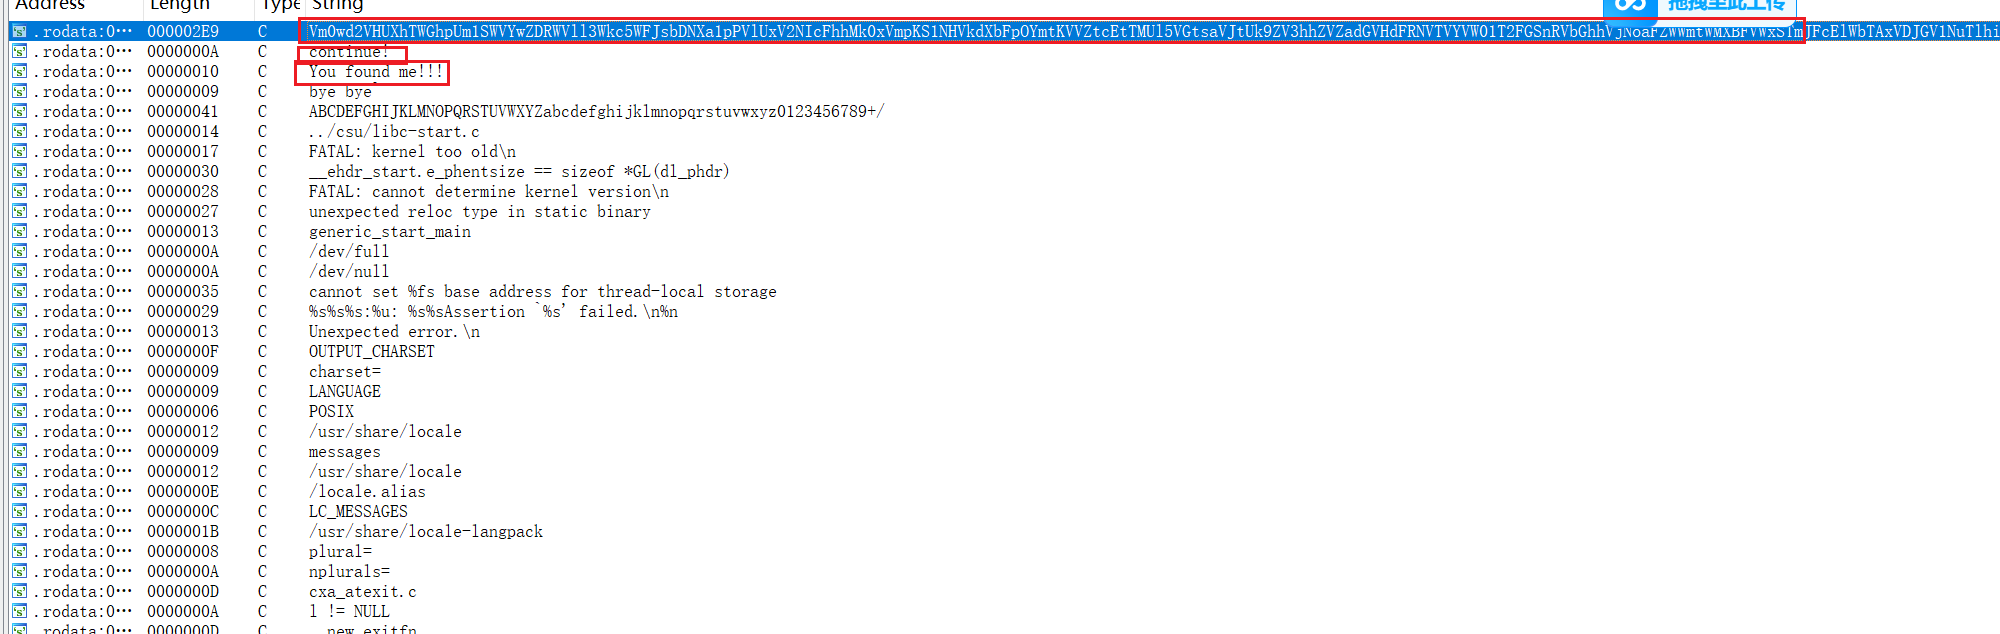 Address Length Type String
.rodata:0… 000002E9 C
.rodata:0… 0000000A C continue!
.rodata:0… 00000010 C You found me!!!
.rodata:0… 00000009 C bye bye
.rodata:0… 00000041 C ABCDEFGHIJKLMNOPQRSTUVWXYZabcdefghijklmnopqrstuvwxyz0123456789+/
.rodata:0… 00000014 C ../csu/libc-start.c
.rodata:0… 00000017 C FATAL: kernel too old\n
.rodata:0… 00000030 C __ehdr_start.e_phentsize == sizeof *GL(dl_phdr)
.rodata:0… 00000028 C FATAL: cannot determine kernel version\n
.rodata:0… 00000027 C unexpected reloc type in static binary
.rodata:0… 00000013 C generic_start_main
.rodata:0… 0000000A C /dev/full
.rodata:0… 0000000A C /dev/null
.rodata:0… 00000035 C cannot set %fs base address for thread-local storage
.rodata:0… 00000029 C %s%s%s:%u: %s%sAssertion `%s' failed.\n%n
.rodata:0… 00000013 C Unexpected error.\n
.rodata:0… 0000000F C OUTPUT_CHARSET
.rodata:0… 00000009 C charset=
.rodata:0… 00000009 C LANGUAGE
.rodata:0… 00000006 C POSIX
.rodata:0… 00000012 C /usr/share/locale
.rodata:0… 00000009 C messages
.rodata:0… 00000012 C /usr/share/locale
.rodata:0… 0000000E C /locale.alias
.rodata:0… 0000000C C LC_MESSAGES
.rodata:0… 0000001B C /usr/share/locale-langpack
.rodata:0… 00000008 C plural=
.rodata:0… 0000000A C nplurals=
.rodata:0… 0000000D C cxa_atexit.c
.rodata:0… 0000000A C l != NULL
.rodata:0… 0000000D C __new_exitfn
拖拽至此上传